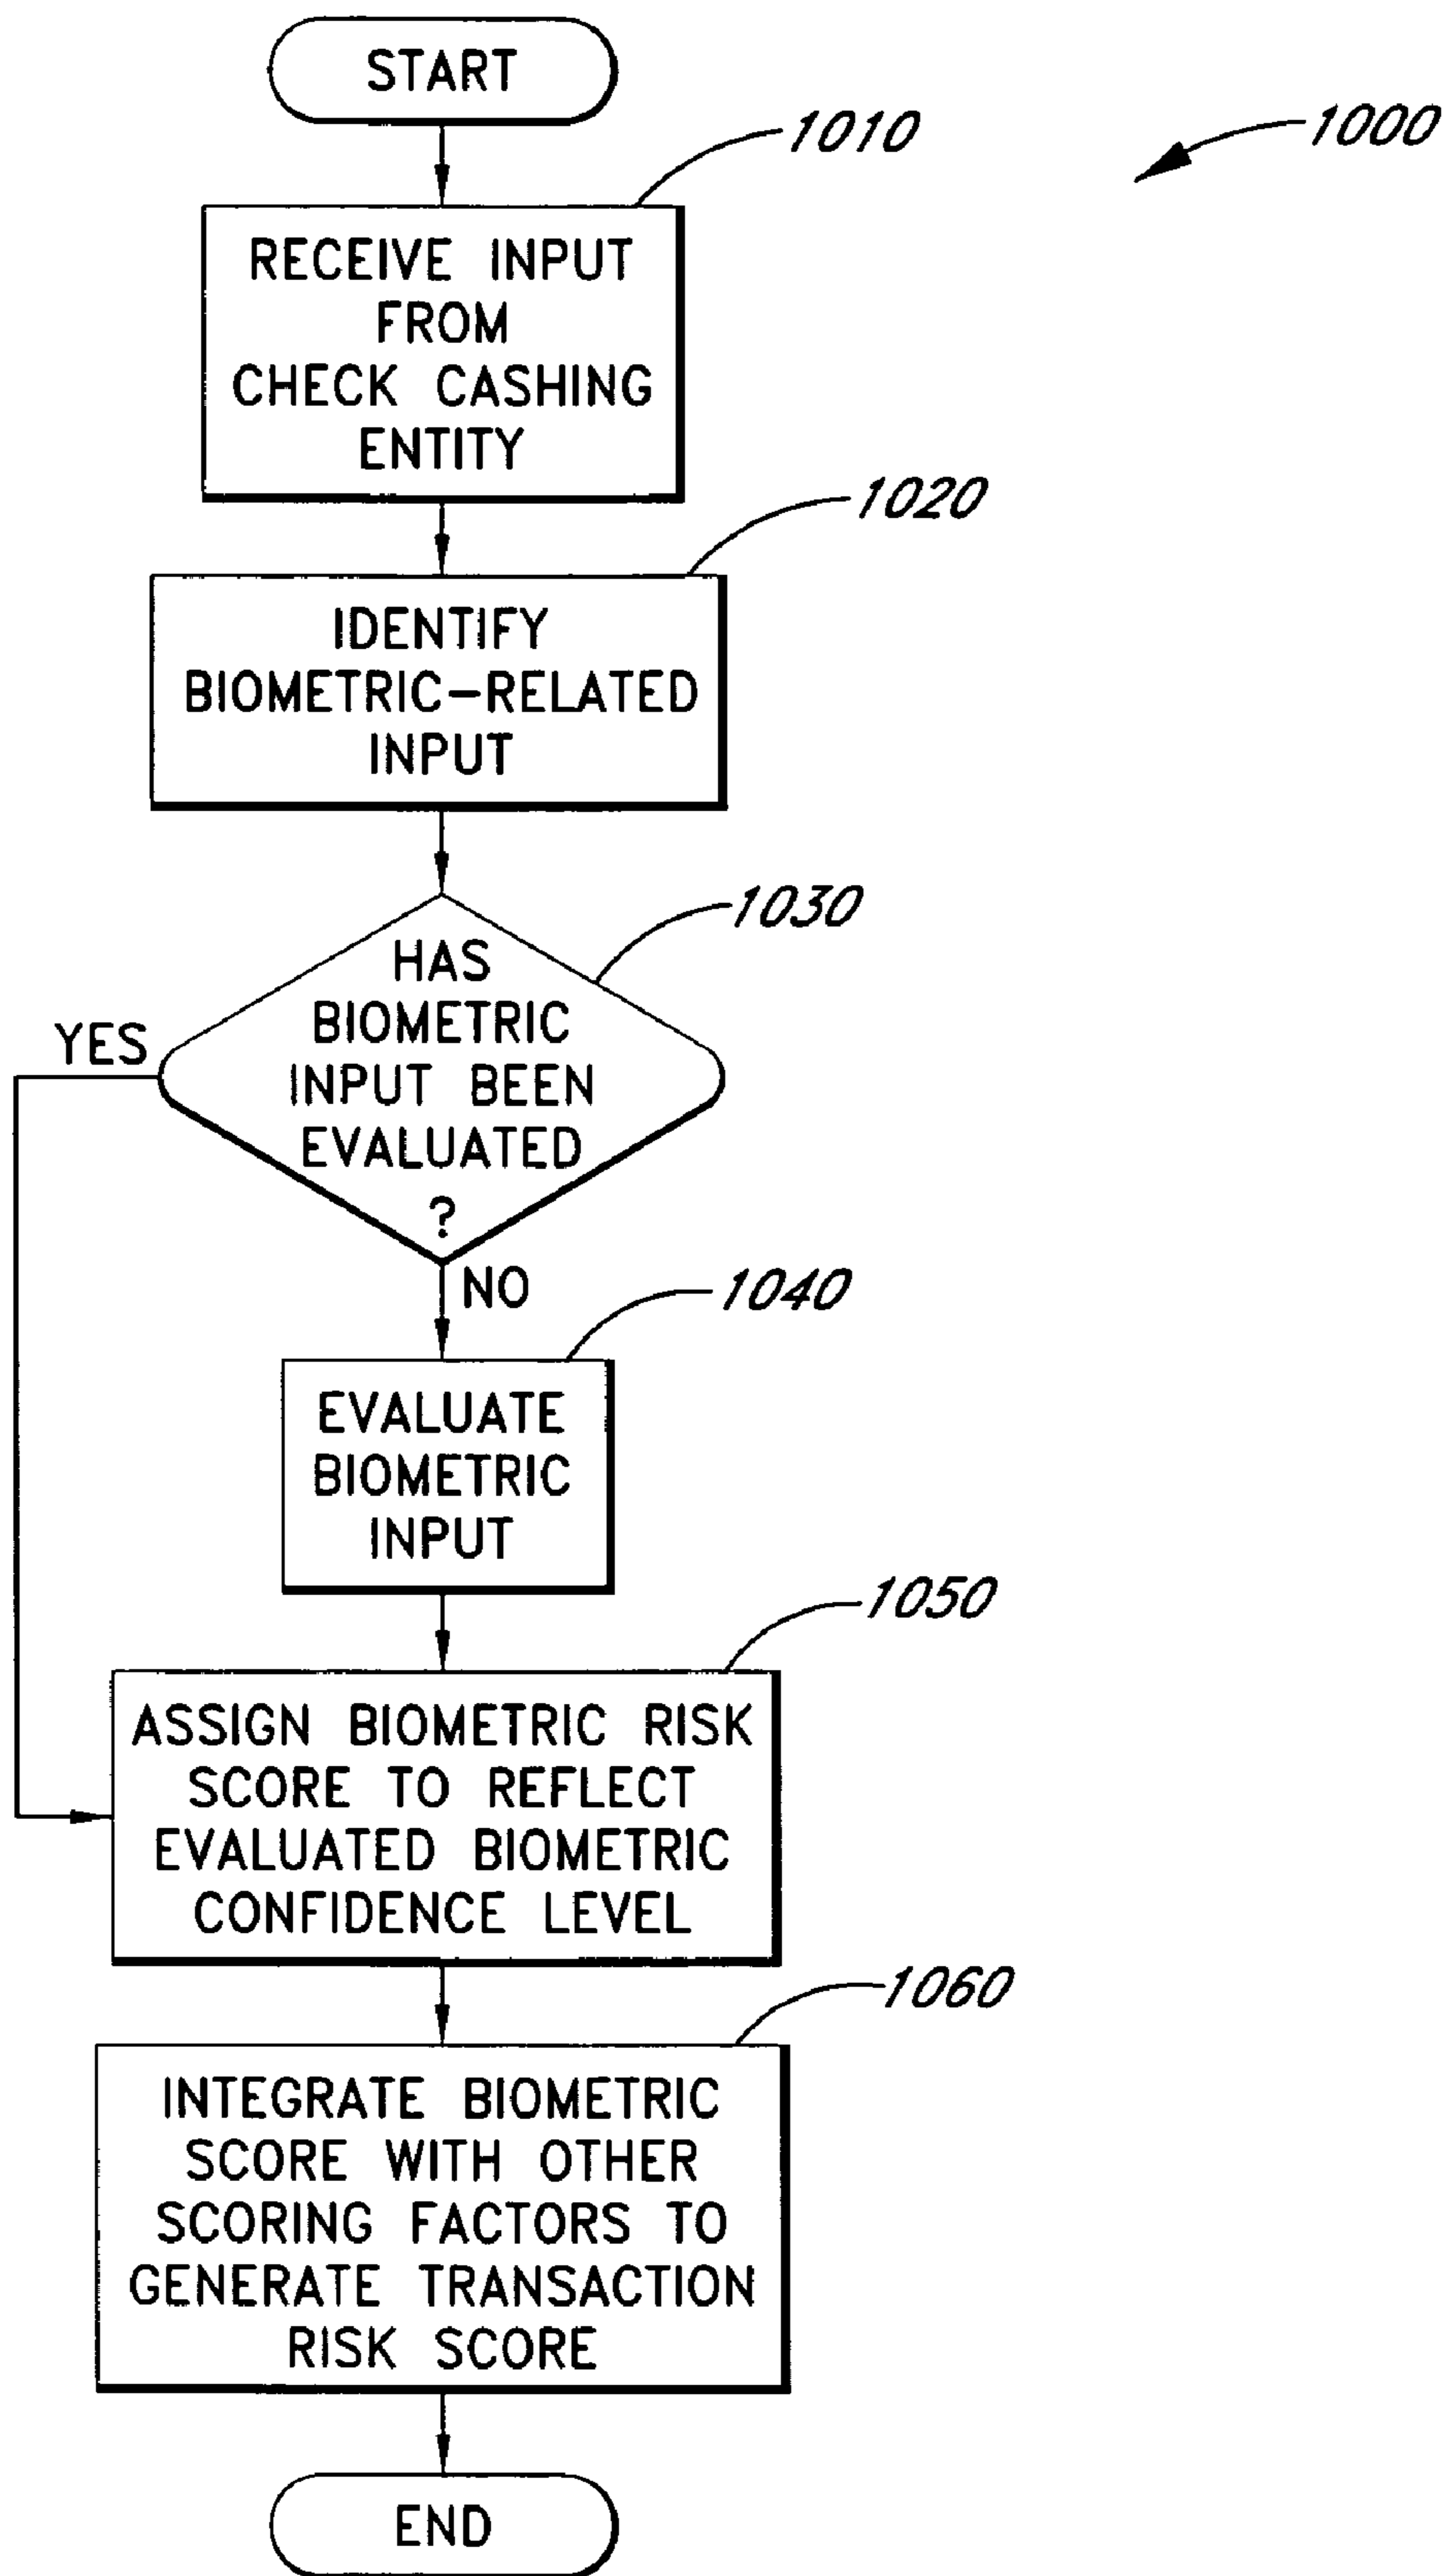 START
1010
1000
RECEIVE INPUT
FROM
CHECK CASHING
ENTITY
1020
IDENTIFY
BIOMETRIC-RELATED
INPUT
1030
HAS
BIOMETRIC
INPUT BEEN
EVALUATED
?
YES
NO
1040
EVALUATE
BIOMETRIC
INPUT
1050
ASSIGN BIOMETRIC RISK
SCORE TO REFLECT
EVALUATED BIOMETRIC
CONFIDENCE LEVEL
1060
INTEGRATE BIOMETRIC
SCORE WITH OTHER
SCORING FACTORS TO
GENERATE TRANSACTION
RISK SCORE
END